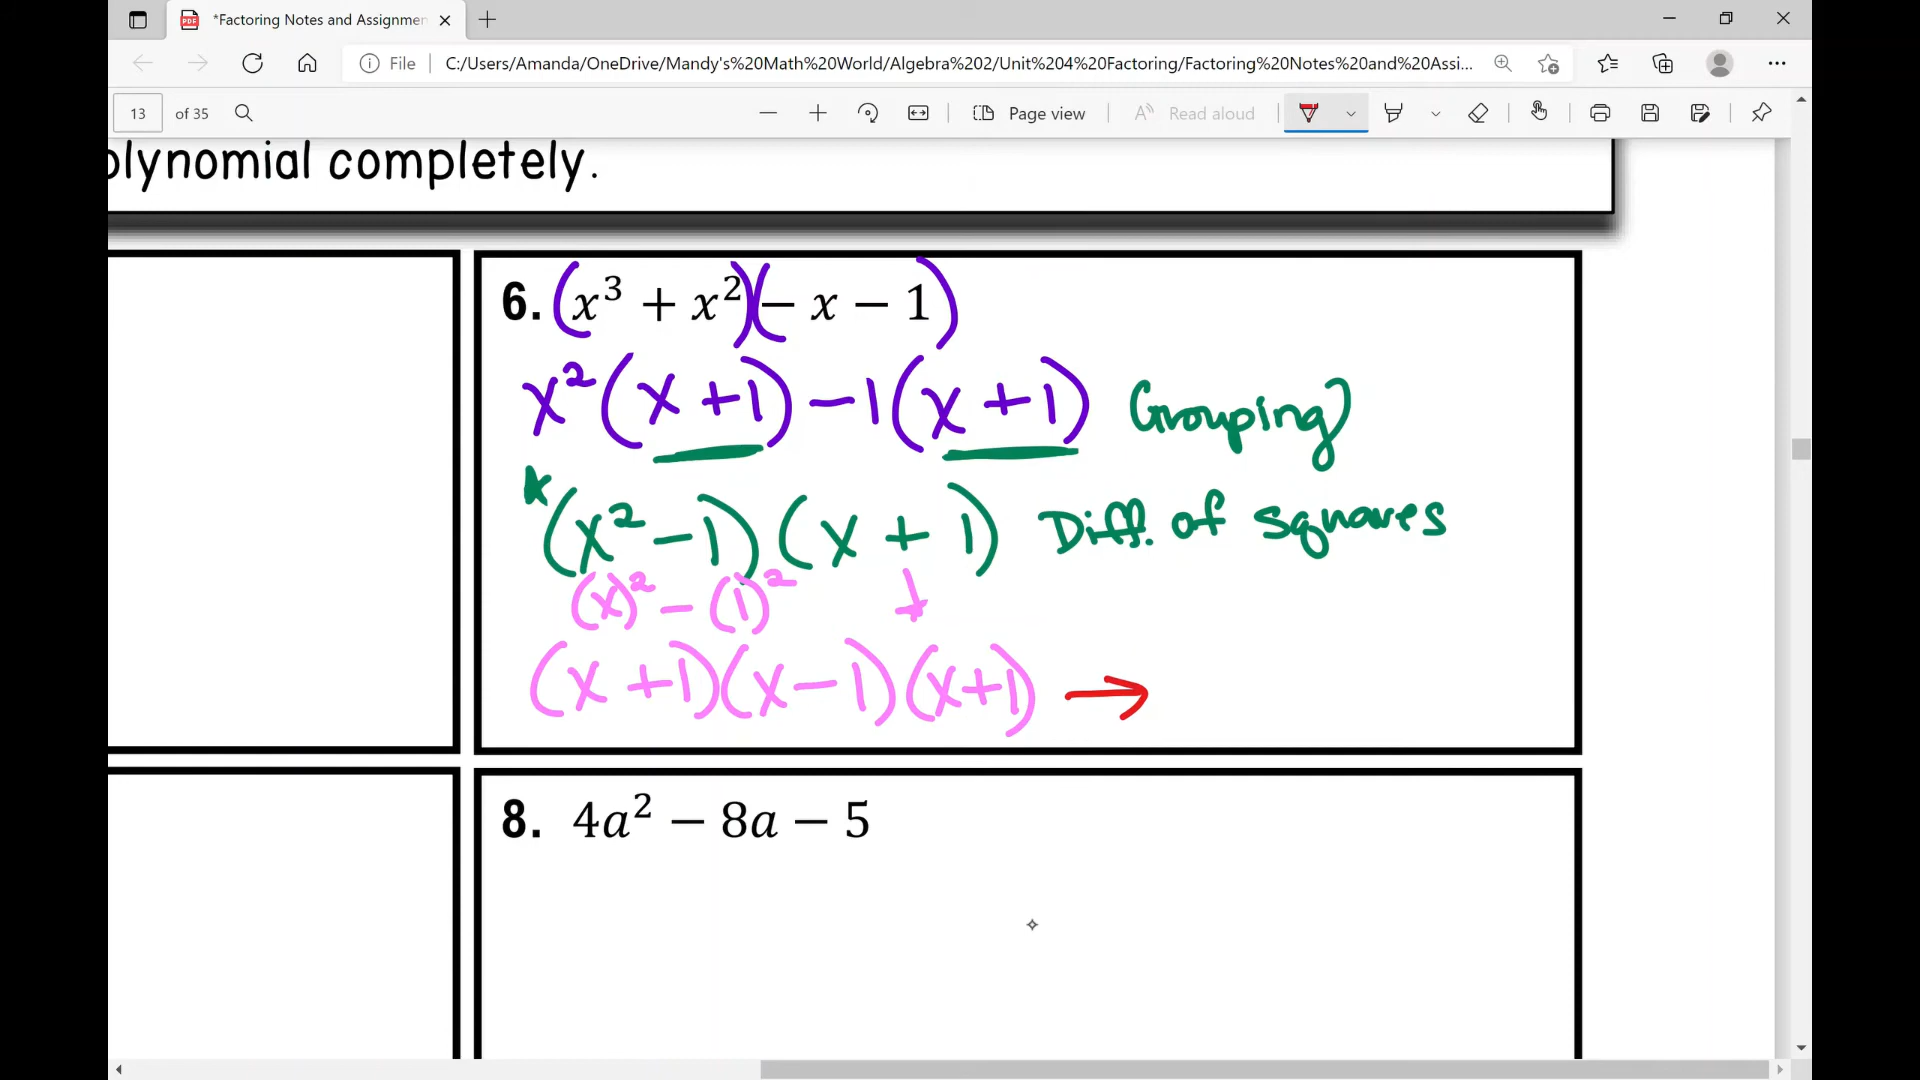 *Factoring Notes and Assignmen
File C:/Users/Amanda/OneDrive/Mandy's%20Math%20World/Algebra%202/Unit%204%20Factoring/Factoring%20Notes%20and%20Assi...
13 of 35 Page view Read aloud
olynomial completely.
6. (x³ + x²)(− x − 1)
x²(x+1) −1(x+1) Grouping
*(x²−1)(x + 1) Diff. of squares
(x)² − (1)²
(x+1)(x−1)(x+1) →
8. 4a² − 8a − 5